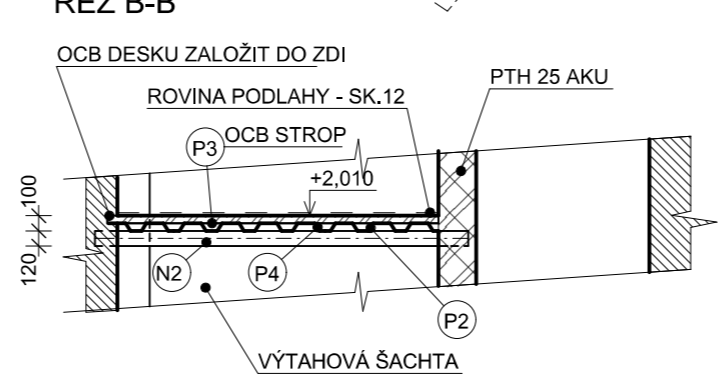 ŘEZ B-B
OCB DESKU ZALOŽIT DO ZDI
PTH 25 AKU
ROVINA PODLAHY - SK.12
P3
OCB STROP
+2,010
100
120
N2
P4
P2
VÝTAHOVÁ ŠACHTA